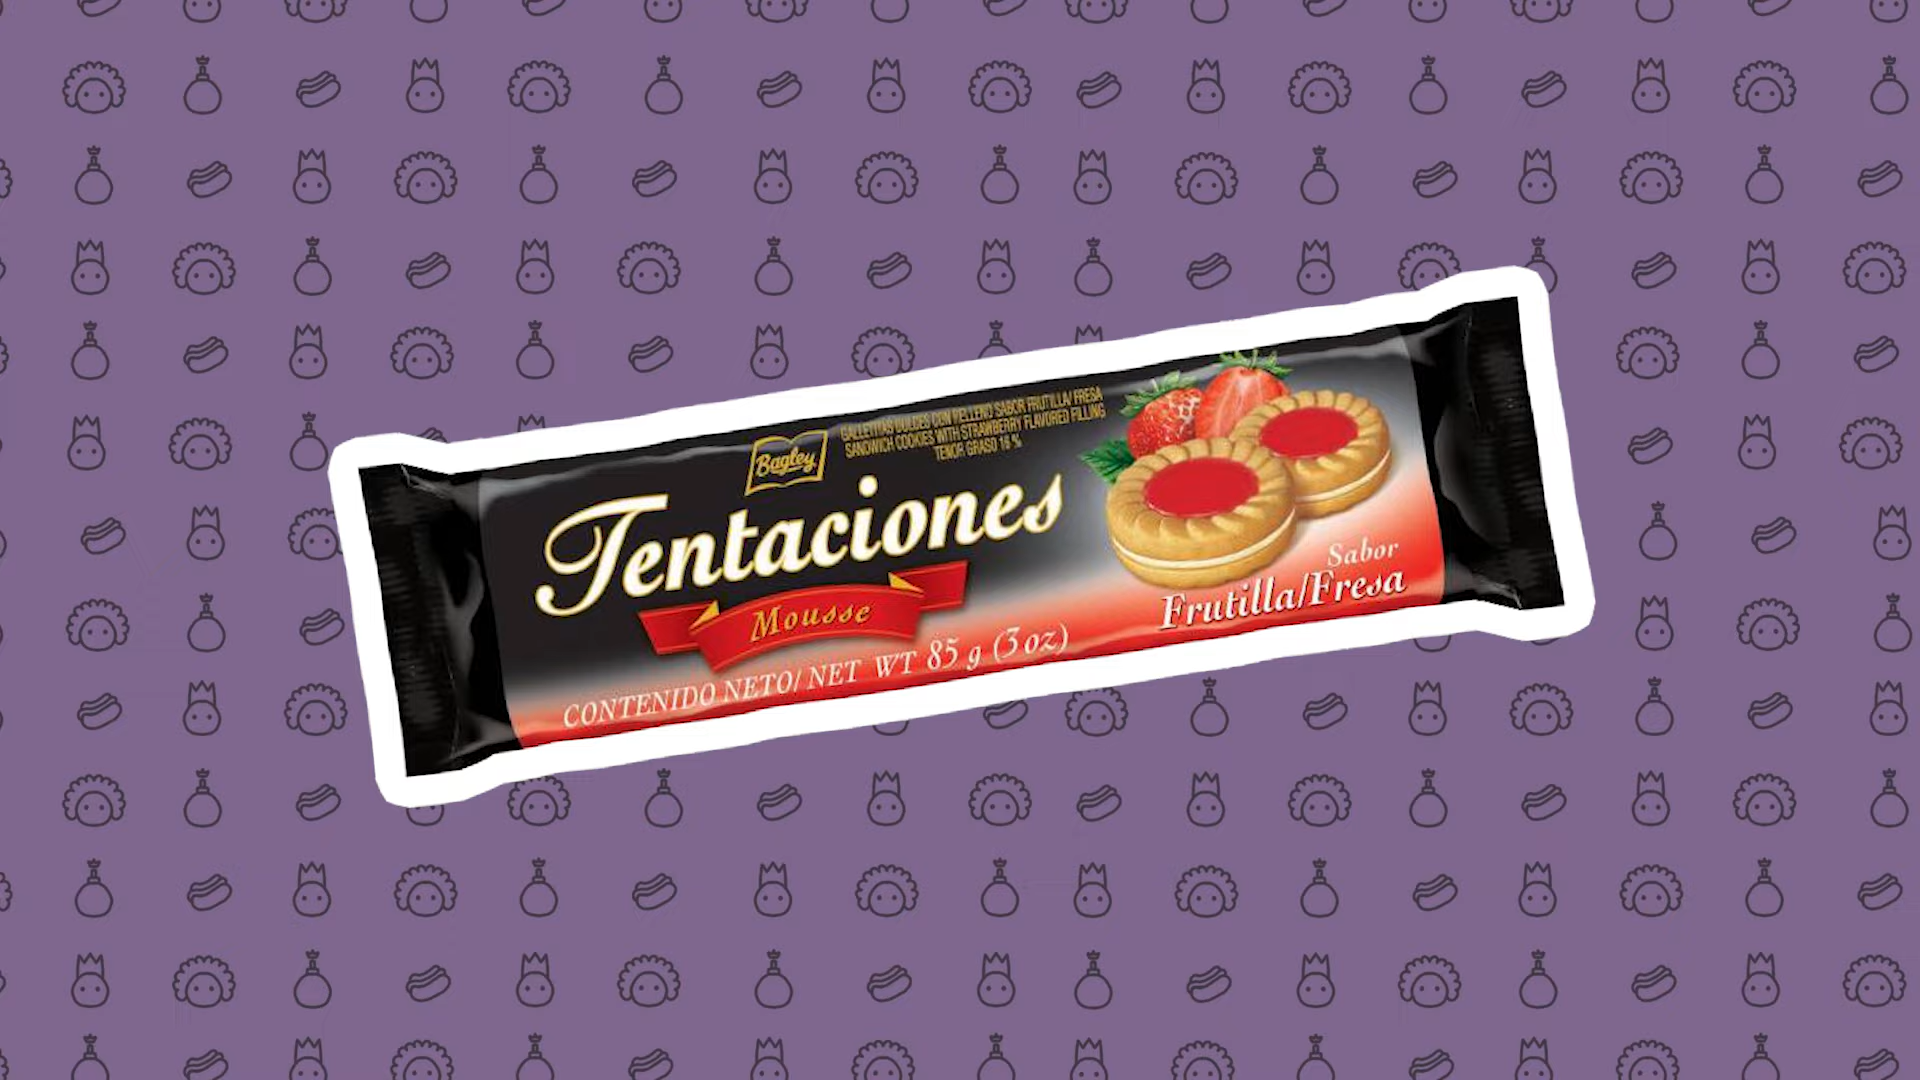 Bagley
GALLETITAS DULCES CON RELLENO SABOR FRUTILLA/ FRESA
SANDWICH COOKIES WITH STRAWBERRY FLAVORED FILLING
TENOR GRASO 16 %
Tentaciones
Mousse
Sabor
Frutilla/Fresa
CONTENIDO NETO/ NET WT 85 g (3 oz)